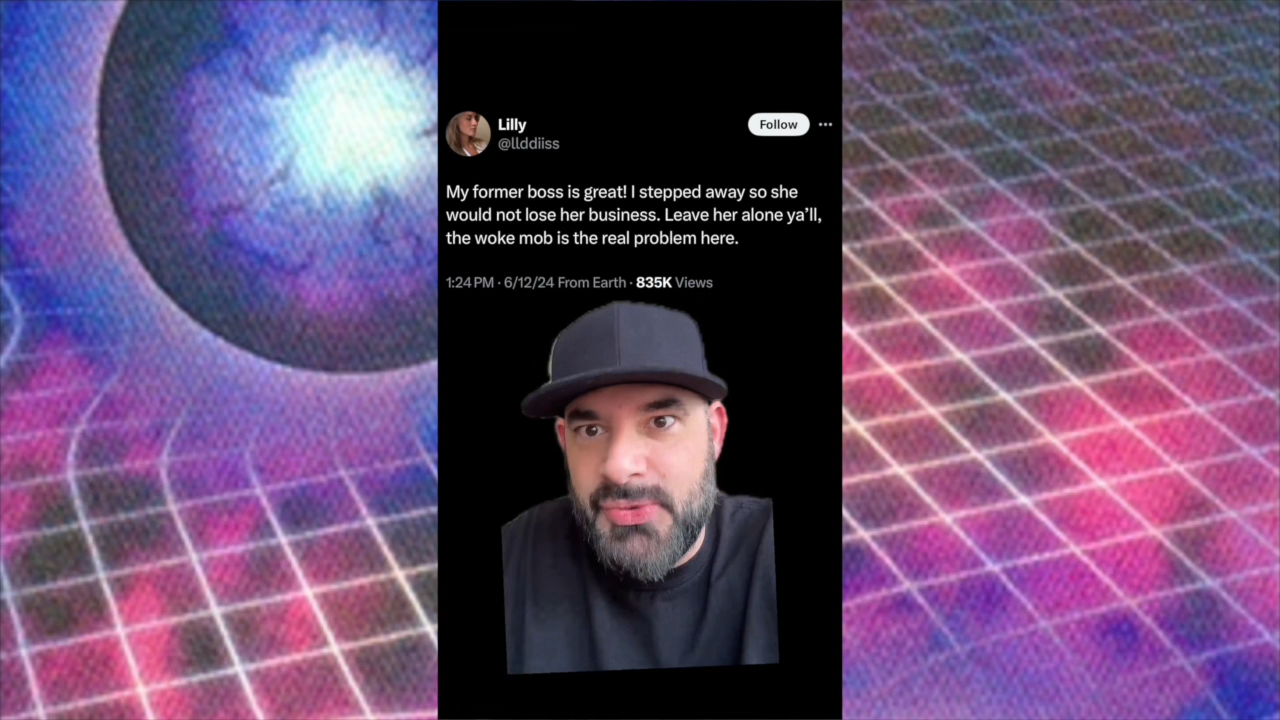 Lilly
Follow
@llddiiss
My former boss is great! I stepped away so she
would not lose her business. Leave her alone ya'll,
the woke mob is the real problem here.
1:24 PM · 6/12/24 From Earth · 835K Views